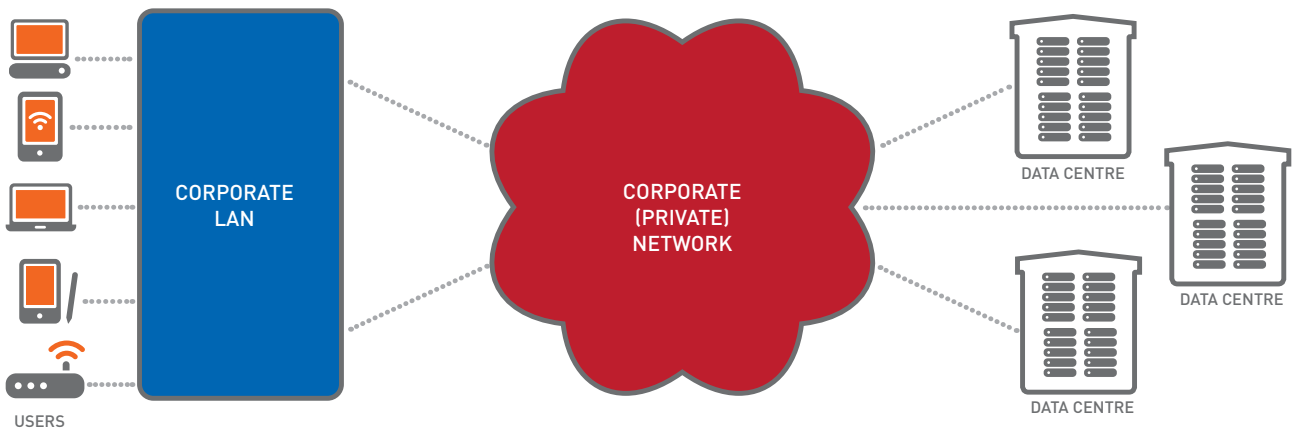 USERS
CORPORATE
LAN
CORPORATE
(PRIVATE)
NETWORK
DATA CENTRE
DATA CENTRE
DATA CENTRE